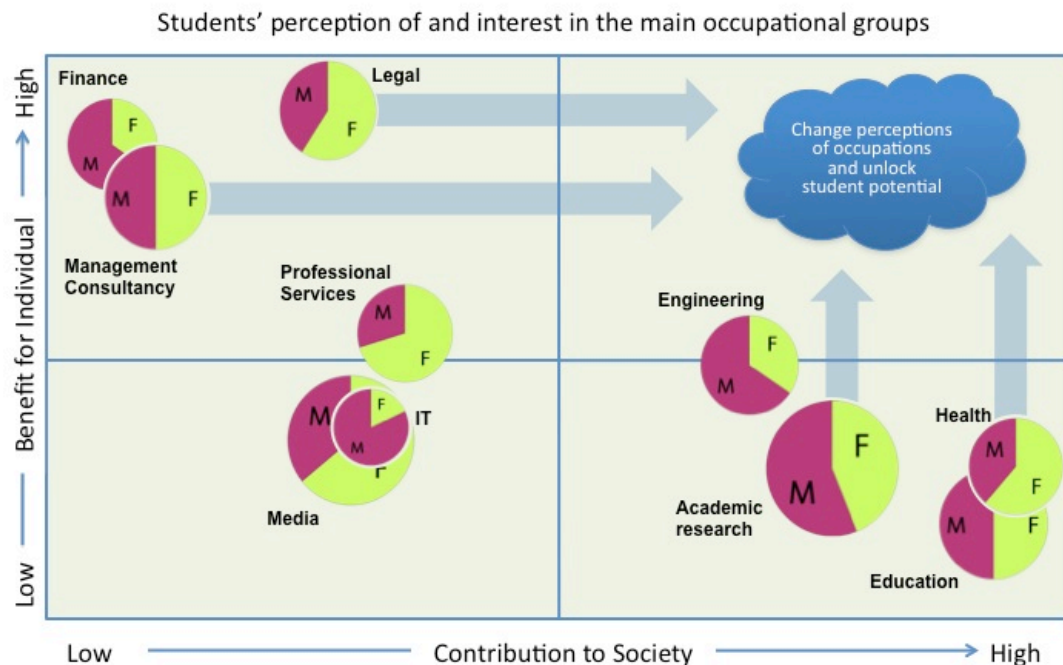 Students' perception of and interest in the main occupational groups
Finance
M
F
M
F
Management
Consultancy
Legal
M
F
Change perceptions
of occupations
and unlock
student potential
Professional
Services
M
F
Engineering
F
M
M
F
IT
F
M
Media
F
M
Academic
research
Health
M
F
M
F
Education
Low
Benefit for Individual
High
Low
Contribution to Society
High